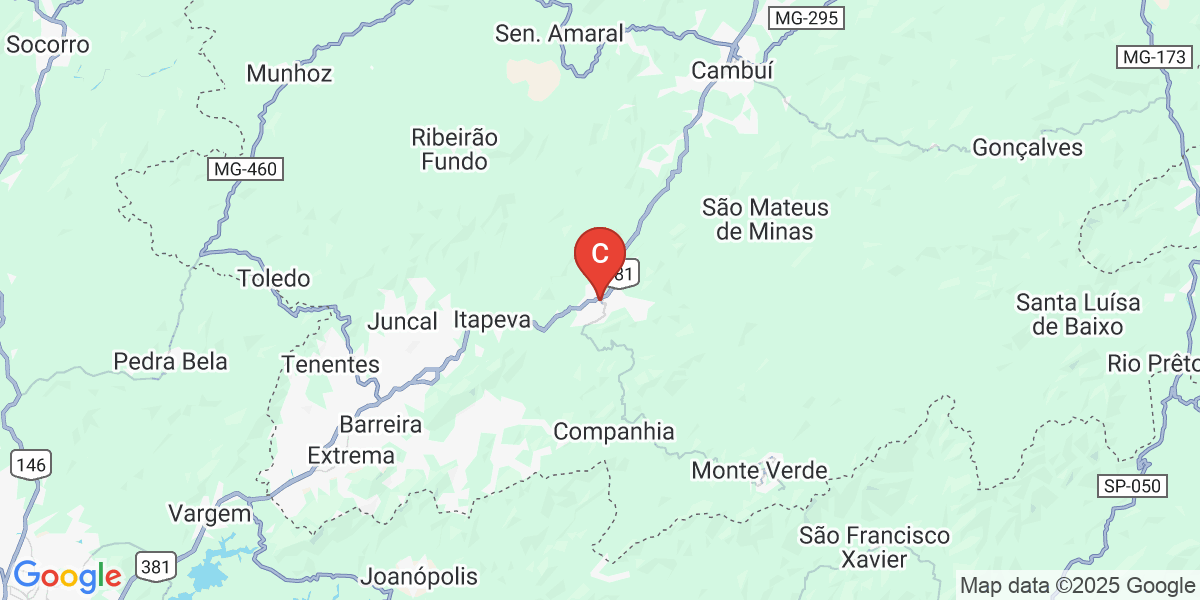 MG-295
Sen. Amaral
Socorro
MG-173
Munhoz
Cambuí
Ribeirão
Fundo
Gonçalves
MG-460
São Mateus
de Minas
C
81
Toledo
Santa Luísa
de Baixo
Juncal
Itapeva
Pedra Bela
Tenentes
Rio Prêto
Barreira
Companhia
Extrema
146
Monte Verde
SP-050
Vargem
São Francisco
Xavier
381
Joanópolis
Google
Map data ©2025 Google